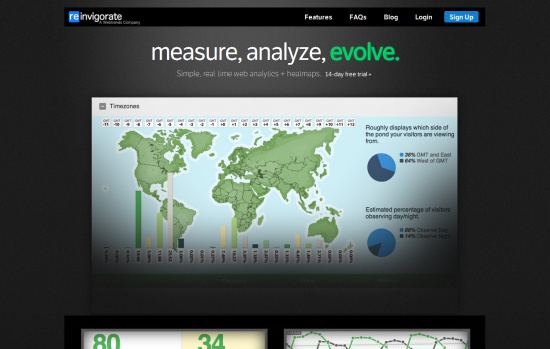 reinvigorate
A Webtrends Company
Features FAQs Blog Login Sign Up
measure, analyze, evolve.
Simple, real time web analytics + heatmaps. 14-day free trial »
Timezones
GMT GMT GMT GMT GMT GMT GMT GMT GMT GMT GMT GMT GMT GMT GMT GMT GMT GMT GMT GMT GMT GMT GMT GMT
-11 -10 -9 -8 -7 -6 -5 -4 -3 -2 -1 +0 +1 +2 +3 +4 +5 +6 +7 +8 +9 +10 +11 +12
Roughly displays which side of
the pond your viewers are viewing
from.
36% GMT and East
64% West of GMT
Estimated percentage of visitors
observing day/night.
86% Observe Day
14% Observe Night
80
34